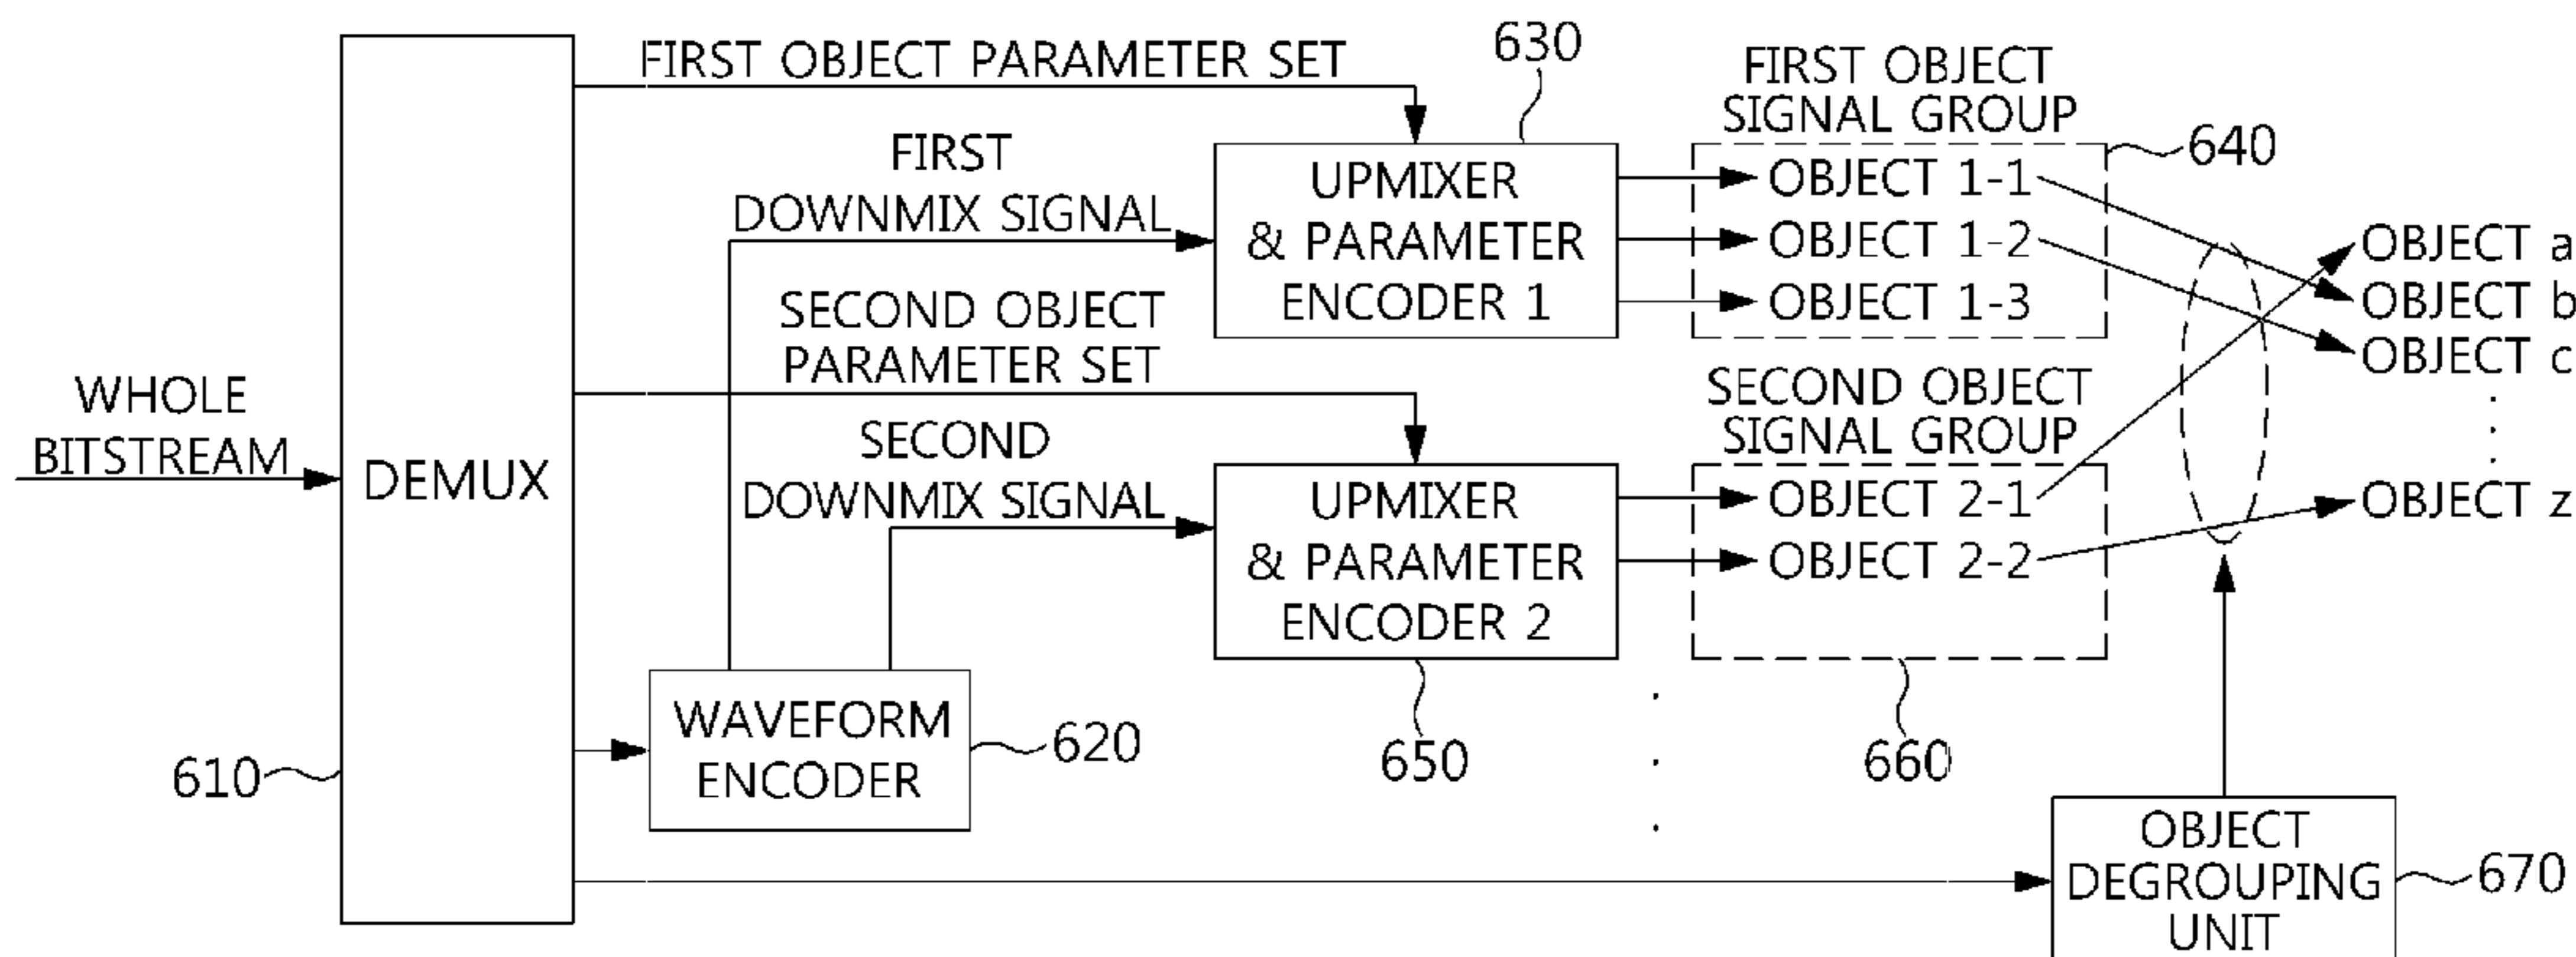 WHOLE
BITSTREAM
DEMUX
610
FIRST OBJECT PARAMETER SET
FIRST
DOWNMIX SIGNAL
SECOND OBJECT
PARAMETER SET
SECOND
DOWNMIX SIGNAL
WAVEFORM
ENCODER
620
630
UPMIXER
& PARAMETER
ENCODER 1
UPMIXER
& PARAMETER
ENCODER 2
650
FIRST OBJECT
SIGNAL GROUP
640
OBJECT 1-1
OBJECT 1-2
OBJECT 1-3
SECOND OBJECT
SIGNAL GROUP
OBJECT 2-1
OBJECT 2-2
660
OBJECT a
OBJECT b
OBJECT c
OBJECT z
OBJECT
DEGROUPING
UNIT
670